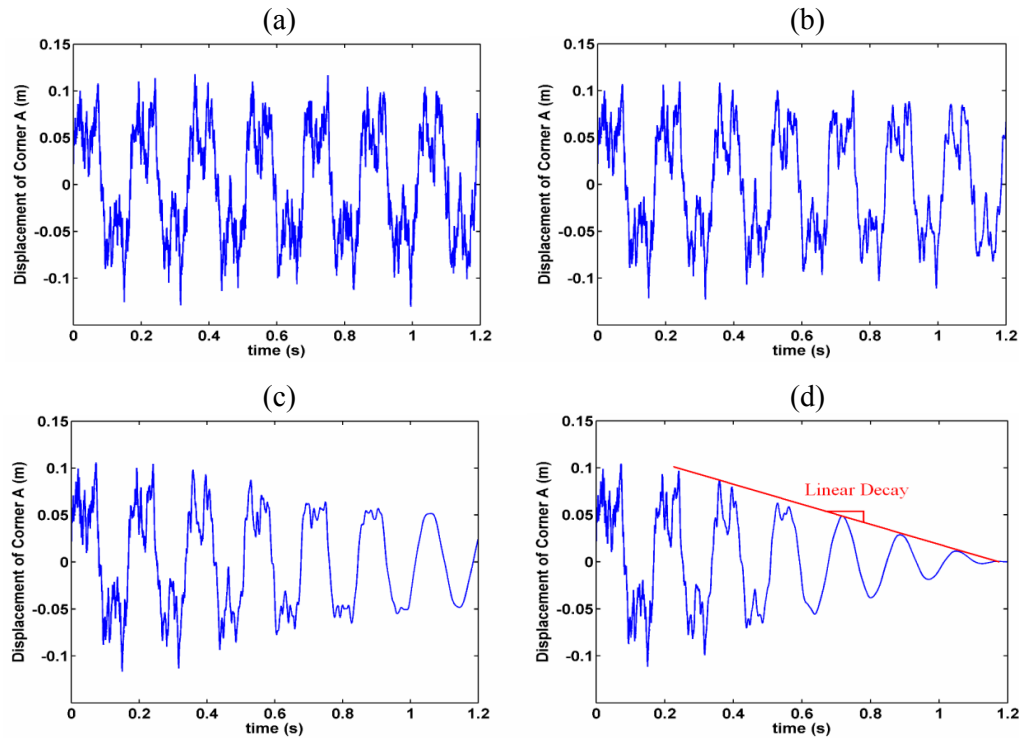 (a)
(b)
0.15
0.1
0.05
0
-0.05
-0.1
Displacement of Corner A (m)
0 0.2 0.4 0.6 0.8 1 1.2
time (s)
0.15
0.1
0.05
0
-0.05
-0.1
Displacement of Corner A (m)
0 0.2 0.4 0.6 0.8 1 1.2
time (s)
(c)
(d)
0.15
0.1
0.05
0
-0.05
-0.1
Displacement of Corner A (m)
0 0.2 0.4 0.6 0.8 1 1.2
time (s)
0.15
0.1
0.05
0
-0.05
-0.1
Displacement of Corner A (m)
Linear Decay
0 0.2 0.4 0.6 0.8 1 1.2
time (s)